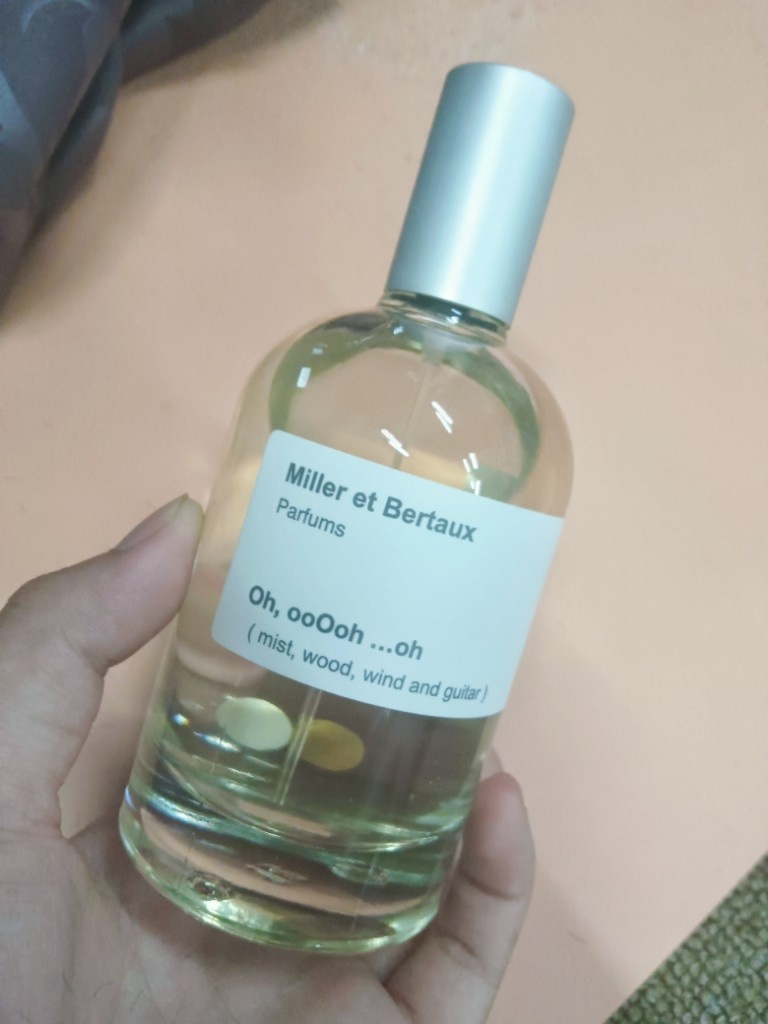 Miller et Bertaux
Parfums
Oh, ooOoh ...oh
( mist, wood, wind and guitar )